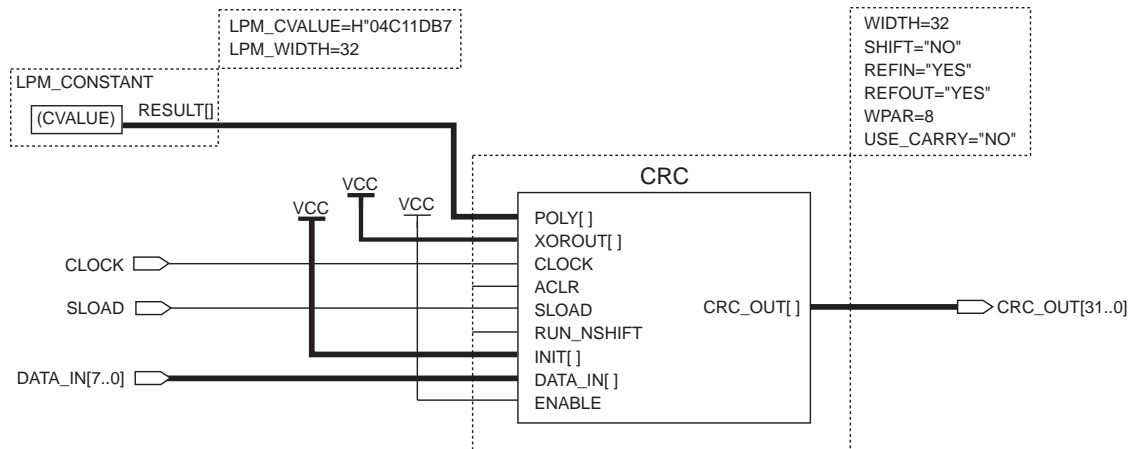 LPM_CVALUE=H"04C11DB7
LPM_WIDTH=32
WIDTH=32
SHIFT="NO"
REFIN="YES"
REFOUT="YES"
WPAR=8
USE_CARRY="NO"
LPM_CONSTANT
(CVALUE)
RESULT[]
CRC
VCC
VCC
VCC
POLY[ ]
XOROUT[ ]
CLOCK
CLOCK
ACLR
SLOAD
SLOAD
CRC_OUT[ ]
CRC_OUT[31..0]
RUN_NSHIFT
INIT[ ]
DATA_IN[7..0]
DATA_IN[ ]
ENABLE